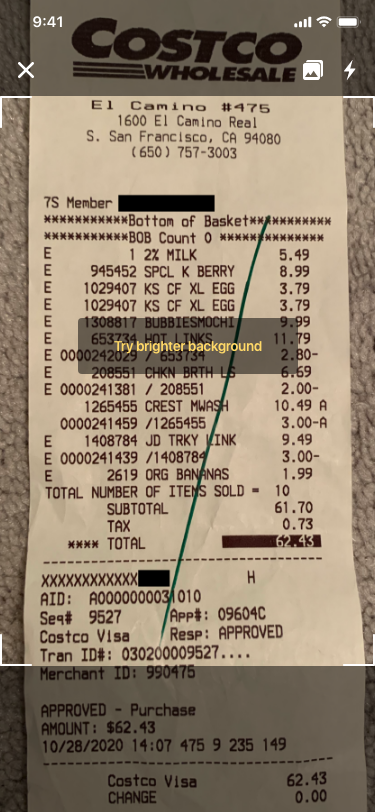 9:41
COSTCO
WHOLESALE
El Camino #475
1600 El Camino Real
S. San Francisco, CA 94080
(650) 757-3003
7S Member
***********Bottom of Basket***********
***********BOB Count 0 ***********
E 1 2% MILK 5.49
945452 SPCL K BERRY 8.99
E 1029407 KS CF XL EGG 3.79
E 1029407 KS CF XL EGG 3.79
E 1308817 BUBBIESMOCHI 9.99
E 653734 HOT LINKS 11.79
Try brighter background
E 0000242029 / 653734 2.80-
E 208551 CHKN BRTH LS 6.69
E 0000241381 / 208551 2.00-
1265455 CREST MWASH 10.49 A
0000241459 /1265455 3.00-A
E 1408784 JD TRKY LINK 9.49
E 0000241439 /1408784 3.00-
E 2619 ORG BANANAS 1.99
TOTAL NUMBER OF ITEMS SOLD = 10
SUBTOTAL 61.70
TAX 0.73
**** TOTAL 62.43
XXXXXXXXXXXX H
AID: A0000000031010
Seq# 9527 App#: 09604C
Costco Visa Resp: APPROVED
Tran ID#: 030200009527....
Merchant ID: 990475
APPROVED - Purchase
AMOUNT: $62.43
10/28/2020 14:07 475 9 235 149
Costco Visa 62.43
CHANGE 0.00